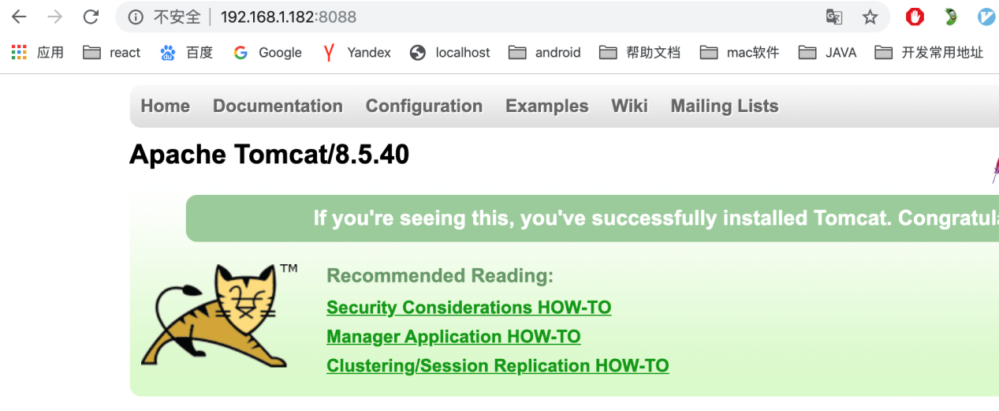 不安全 192.168.1.182:8088
应用 react 百度 Google Yandex localhost android 帮助文档 mac软件 JAVA 开发常用地址
Home Documentation Configuration Examples Wiki Mailing Lists
Apache Tomcat/8.5.40
If you're seeing this, you've successfully installed Tomcat. Congratul
TM
Recommended Reading:
Security Considerations HOW-TO
Manager Application HOW-TO
Clustering/Session Replication HOW-TO